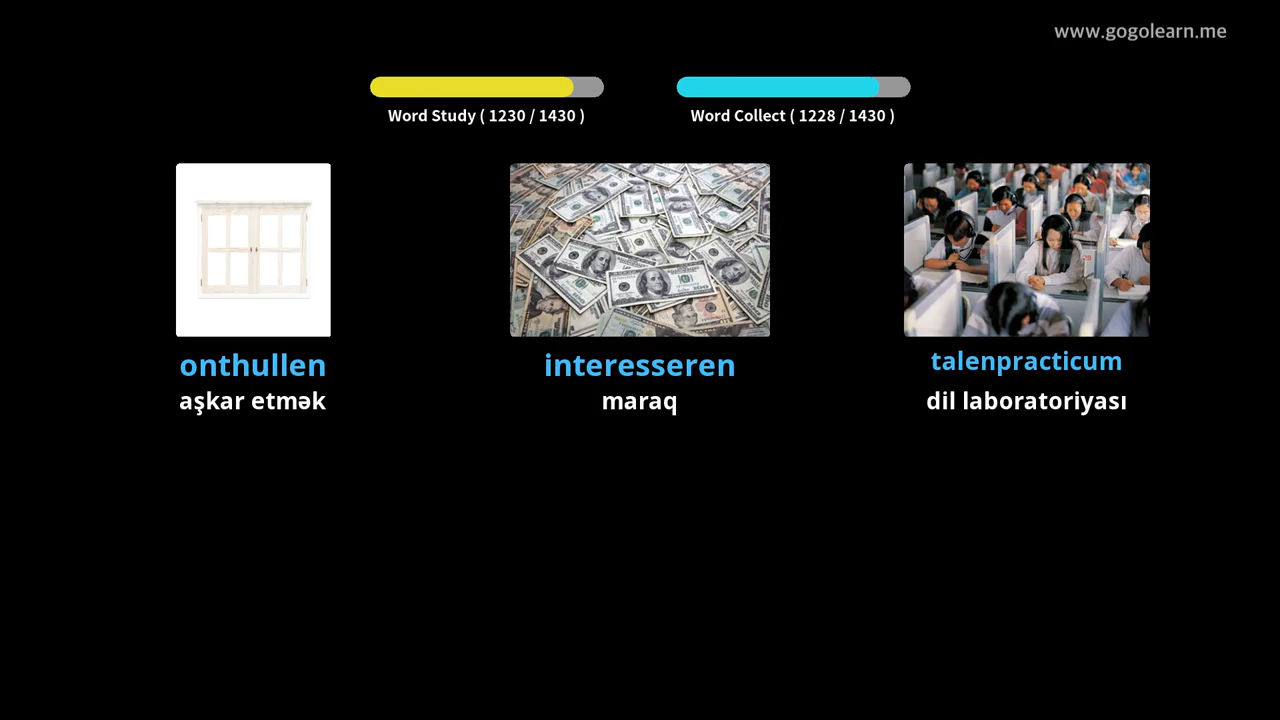 www.gogolearn.me
Word Study ( 1230 / 1430 )
Word Collect ( 1228 / 1430 )
onthullen
interesseren
talenpracticum
aşkar etmək
maraq
dil laboratoriyası